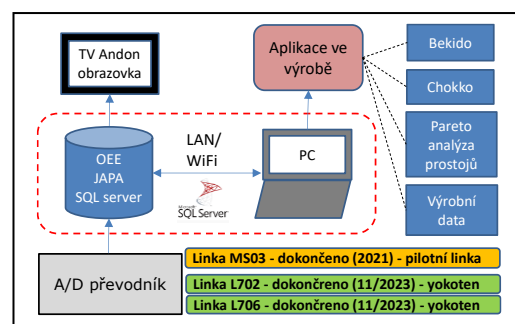 TV Andon
obrazovka
Aplikace ve
výrobě
Bekido
Chokko
Pareto
analýza
prostojů
Výrobní
data
OEE
JAPA
SQL server
LAN/
WiFi
Microsoft
SQL Server
PC
A/D převodník
Linka MS03 - dokončeno (2021) - pilotní linka
Linka L702 - dokončreno (11/2023) - yokoten
Linka L706 - dokončreno (11/2023) - yokoten